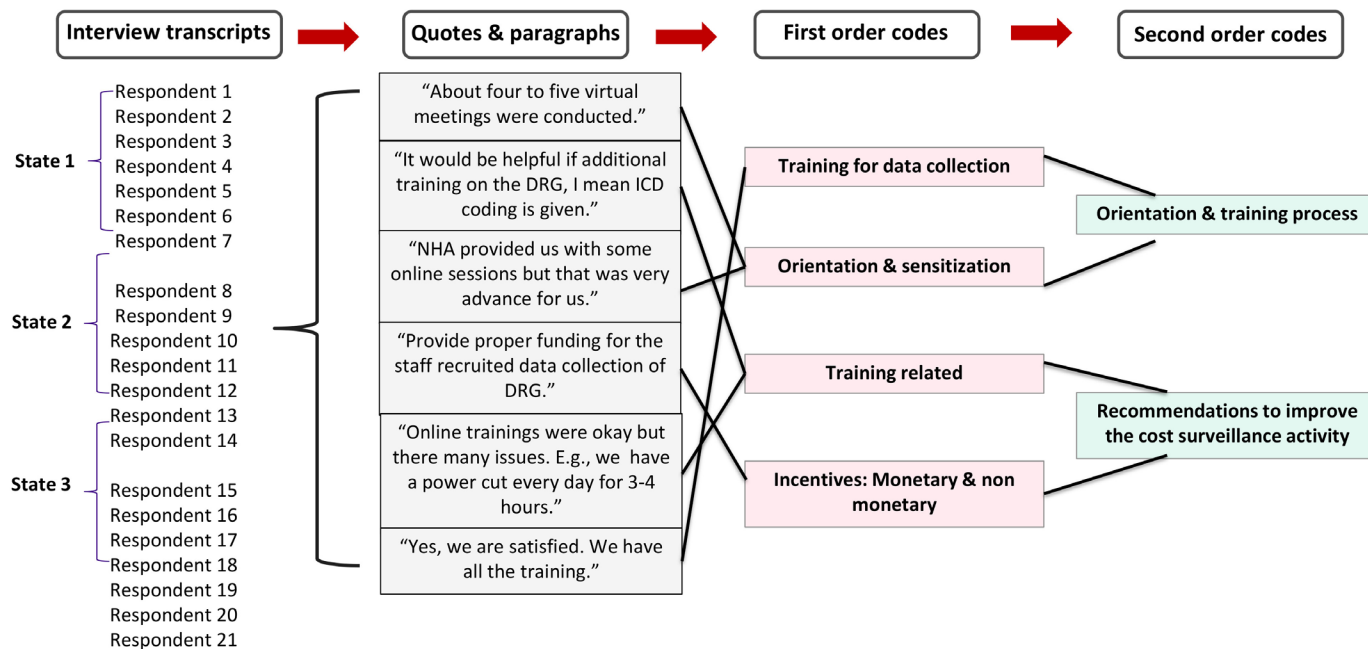 Interview transcripts
Quotes & paragraphs
First order codes
Second order codes
State 1
State 2
State 3
Respondent 1
Respondent 2
Respondent 3
Respondent 4
Respondent 5
Respondent 6
Respondent 7
Respondent 8
Respondent 9
Respondent 10
Respondent 11
Respondent 12
Respondent 13
Respondent 14
Respondent 15
Respondent 16
Respondent 17
Respondent 18
Respondent 19
Respondent 20
Respondent 21
“About four to five virtual
meetings were conducted.”
“It would be helpful if additional
training on the DRG, I mean ICD
coding is given.”
“NHA provided us with some
online sessions but that was very
advance for us.”
“Provide proper funding for the
staff recruited data collection of
DRG.”
“Online trainings were okay but
there many issues. E.g., we have
a power cut every day for 3-4
hours.”
“Yes, we are satisfied. We have
all the training.”
Training for data collection
Orientation & sensitization
Training related
Incentives: Monetary & non
monetary
Orientation & training process
Recommendations to improve
the cost surveillance activity